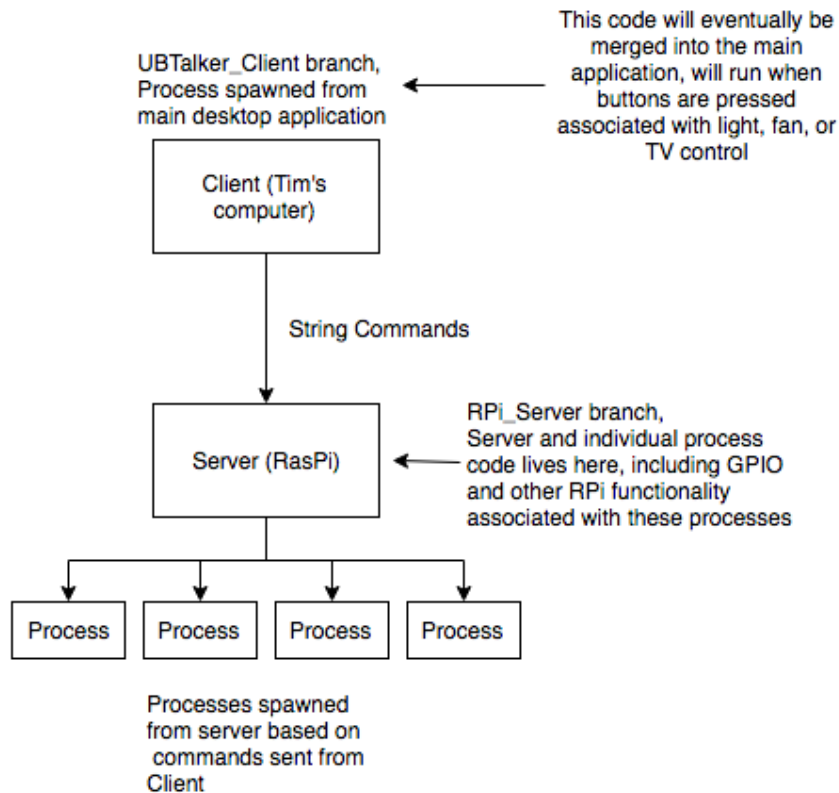 This code will eventually be
merged into the main
application, will run when
buttons are pressed
associated with light, fan, or
TV control
UBTalker_Client branch,
Process spawned from
main desktop application
Client (Tim's
computer)
String Commands
RPi_Server branch,
Server and individual process
code lives here, including GPIO
and other RPi functionality
associated with these processes
Server (RasPi)
Process
Process
Process
Process
Processes spawned
from server based on
commands sent from
Client